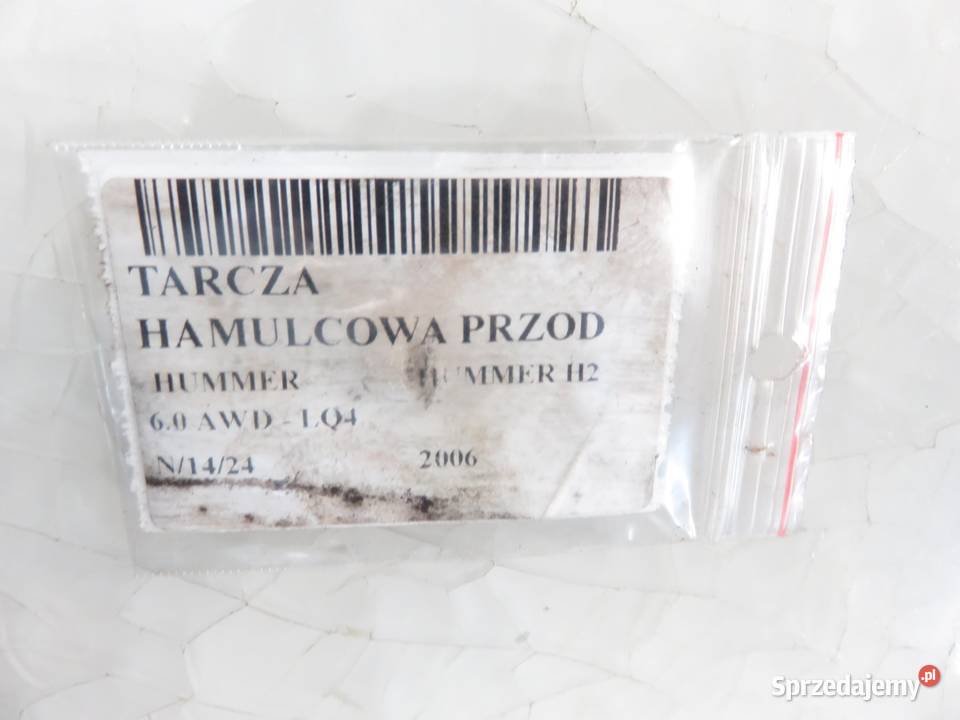 TARCZA
HAMULCOWA PRZOD
HUMMER HUMMER H2
6.0 AWD - LQ4
N/14/24 2006
Sprzedajemy.pl